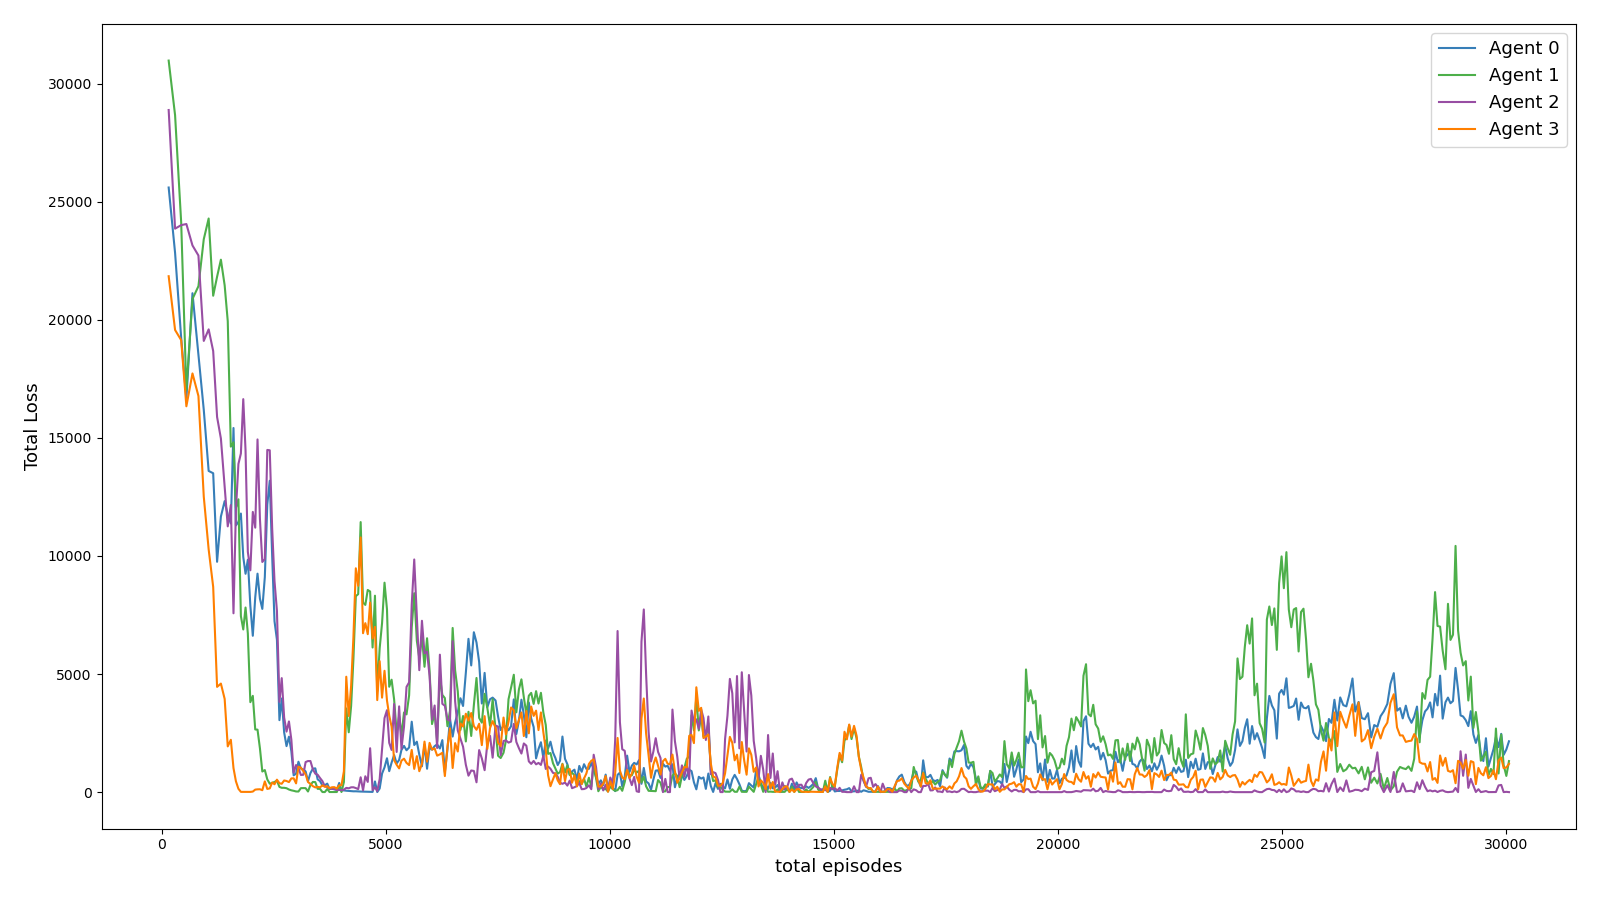 Agent 0
Agent 1
Agent 2
Agent 3
30000
25000
20000
15000
10000
5000
0
Total Loss
0 5000 10000 15000 20000 25000 30000
total episodes